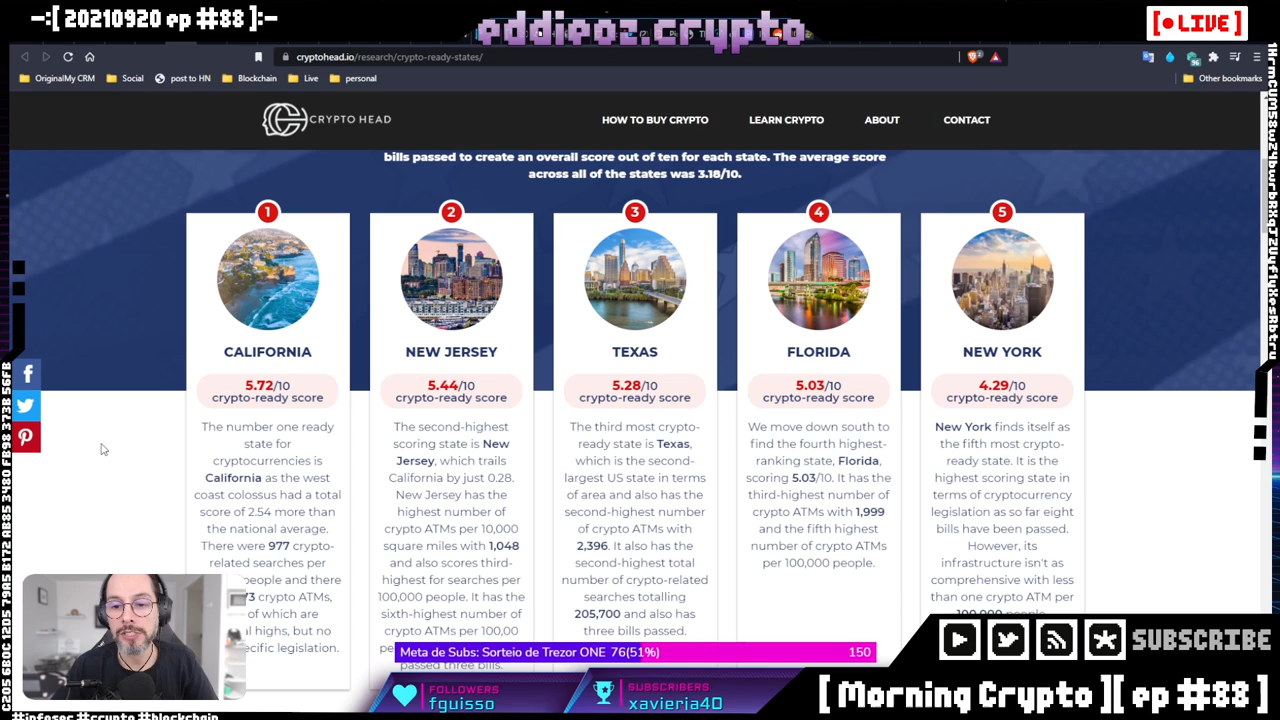 -:[ 20210920 ep #88 ]:-
eddieoz.crypto
[ LIVE ]
cryptohead.io/research/crypto-ready-states/
OriginalMy CRM
Social
post to HN
Blockchain
Live
personal
Other bookmarks
CRYPTO HEAD
HOW TO BUY CRYPTO
LEARN CRYPTO
ABOUT
CONTACT
bills passed to create an overall score out of ten for each state. The average score
across all of the states was 3.18/10.
1
CALIFORNIA
5.72/10
crypto-ready score
The number one ready
state for
cryptocurrencies is
California as the west
coast colossus had a total
score of 2.54 more than
the national average.
There were 977 crypto-
related searches per
people and there
73 crypto ATMs,
of which are
highs, but no
legislation.
2
NEW JERSEY
5.44/10
crypto-ready score
The second-highest
scoring state is New
Jersey, which trails
California by just 0.28.
New Jersey has the
highest number of
crypto ATMs per 10,000
square miles with 1,048
and also scores third-
highest for searches per
100,000 people. It has the
sixth-highest number of
crypto ATMs per 100,00
passed three bills.
3
TEXAS
5.28/10
crypto-ready score
The third most crypto-
ready state is Texas,
which is the second-
largest US state in terms
of area and also has the
second-highest number
of crypto ATMs with
2,396. It also has the
second-highest total
number of crypto-related
searches totalling
205,700 and also has
three bills passed.
4
FLORIDA
5.03/10
crypto-ready score
We move down south to
find the fourth highest-
ranking state, Florida,
scoring 5.03/10. It has the
third-highest number of
crypto ATMs with 1,999
and the fifth highest
number of crypto ATMs
per 100,000 people.
5
NEW YORK
4.29/10
crypto-ready score
New York finds itself as
the fifth most crypto-
ready state. It is the
highest scoring state in
terms of cryptocurrency
legislation as so far eight
bills have been passed.
However, its
infrastructure isn't as
comprehensive with less
than one crypto ATM per
100,000 people.
Meta de Subs: Sorteio de Trezor ONE 76(51%)
150
FOLLOWERS
fguisso
SUBSCRIBERS
xavierja40
SUBSCRIBE
[ Morning Crypto ][ ep #88 ]
#infosec #crypto #blockchain